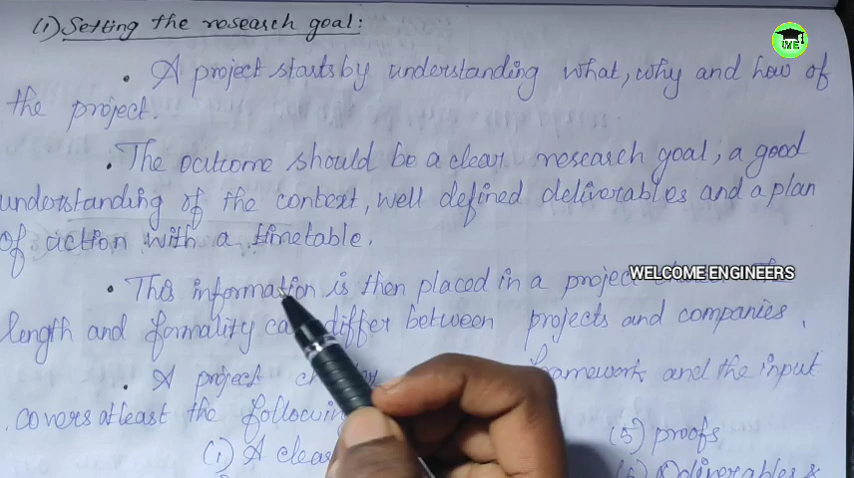 (1) Setting the research goal:
IME
• A project starts by understanding what, why and how of
the project.
• The outcome should be a clear research goal, a good
understanding of the context, well defined deliverables and a plan
of action with a timetable.
• This information is then placed in a project
WELCOME ENGINEERS
length and formality can differ between projects and companies.
• A project framework and the input
covers atleast the following
(1) A clear
(5) proofs
(6) Deliverables &